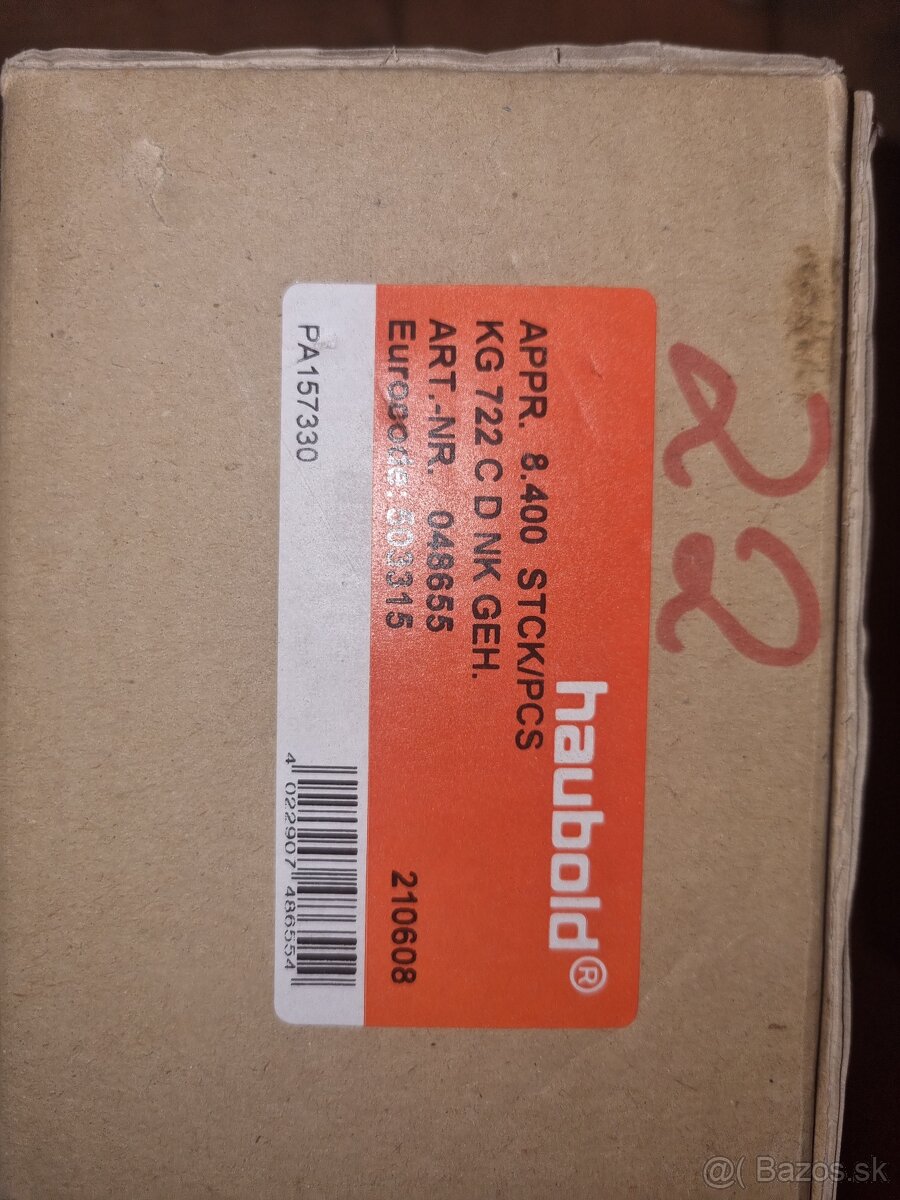 22
haubold®
APPR. 8.400 STCK/PCS
KG 722 C D NK GEH.
ART.-NR. 048655
Eurocode: 503315
210608
PA157330
4 022907 486554
@( Bazos.sk